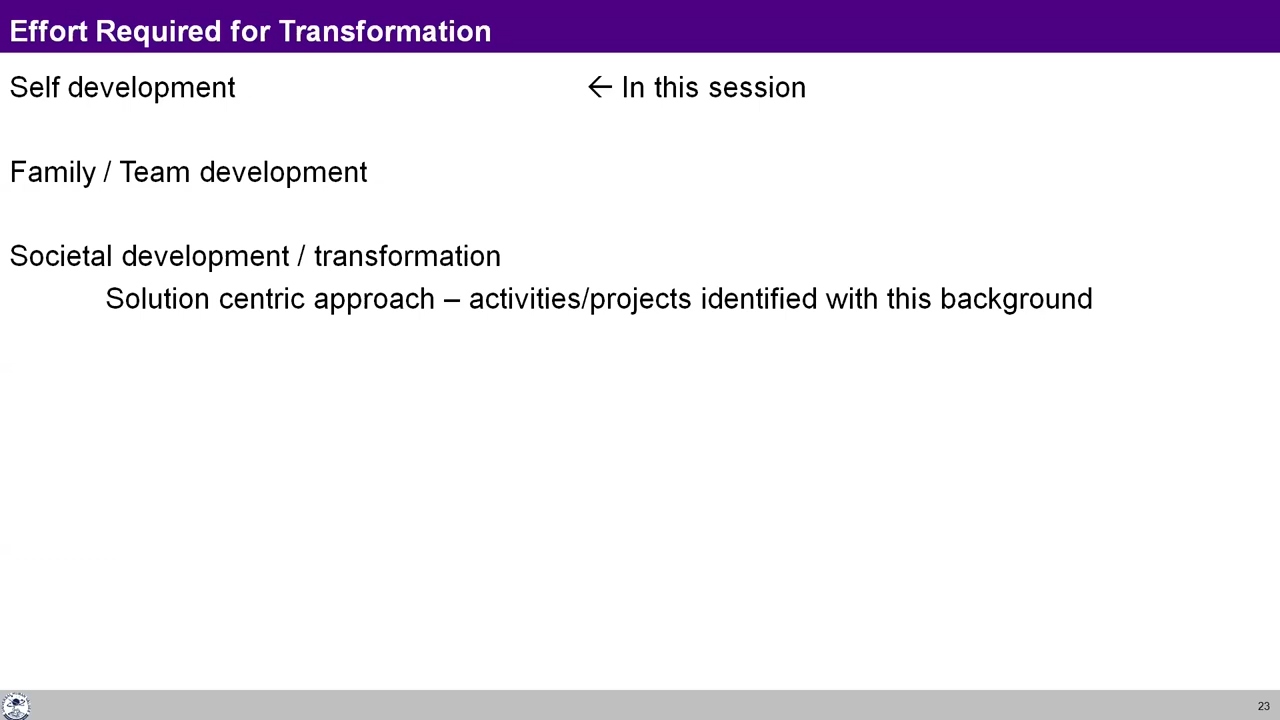 Effort Required for Transformation
Self development ← In this session
Family / Team development
Societal development / transformation
Solution centric approach – activities/projects identified with this background
23